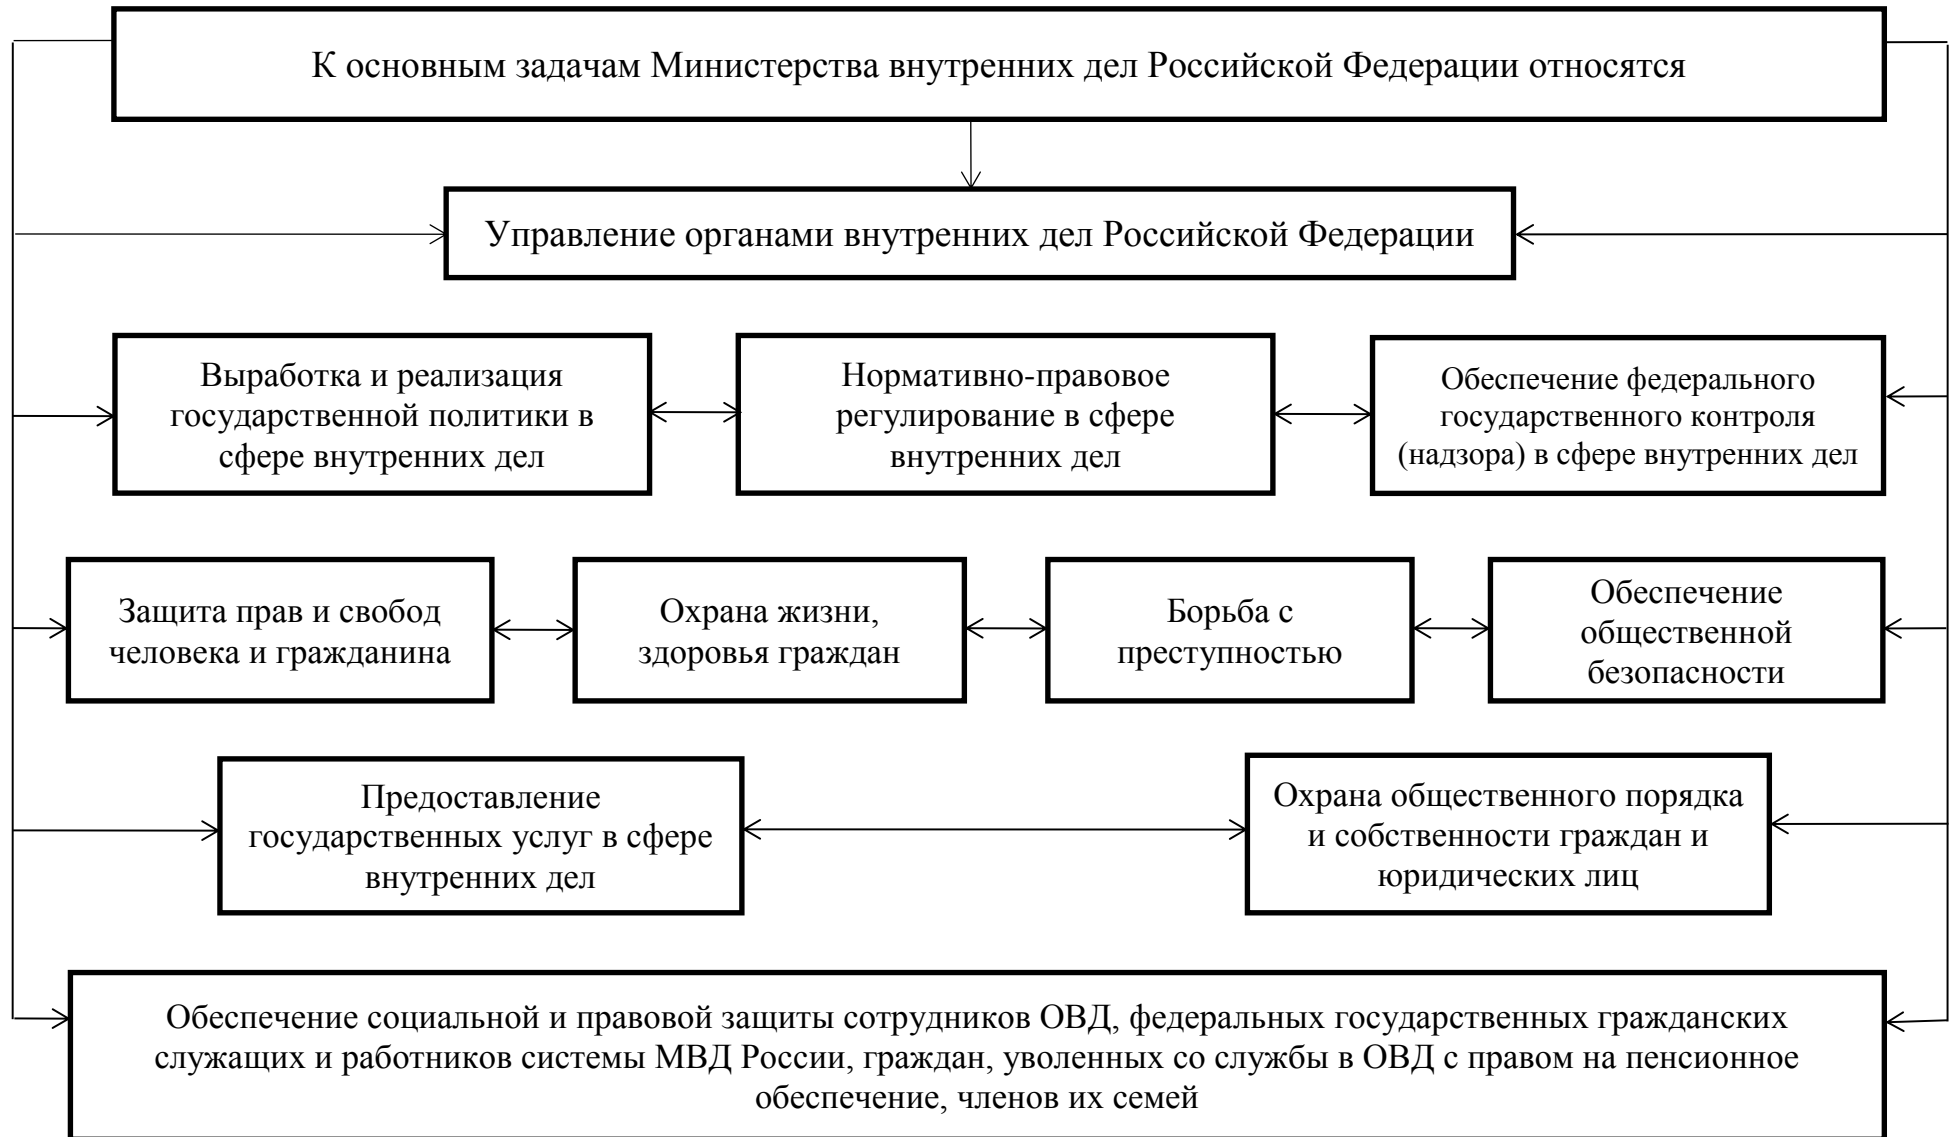 К основным задачам Министерства внутренних дел Российской Федерации относятся
Управление органами внутренних дел Российской Федерации
Выработка и реализация
государственной политики в
сфере внутренних дел
Нормативно-правовое
регулирование в сфере
внутренних дел
Обеспечение федерального
государственного контроля
(надзора) в сфере внутренних дел
Защита прав и свобод
человека и гражданина
Охрана жизни,
здоровья граждан
Борьба с
преступностью
Обеспечение
общественной
безопасности
Предоставление
государственных услуг в сфере
внутренних дел
Охрана общественного порядка
и собственности граждан и
юридических лиц
Обеспечение социальной и правовой защиты сотрудников ОВД, федеральных государственных гражданских
служащих и работников системы МВД России, граждан, уволенных со службы в ОВД с правом на пенсионное
обеспечение, членов их семей